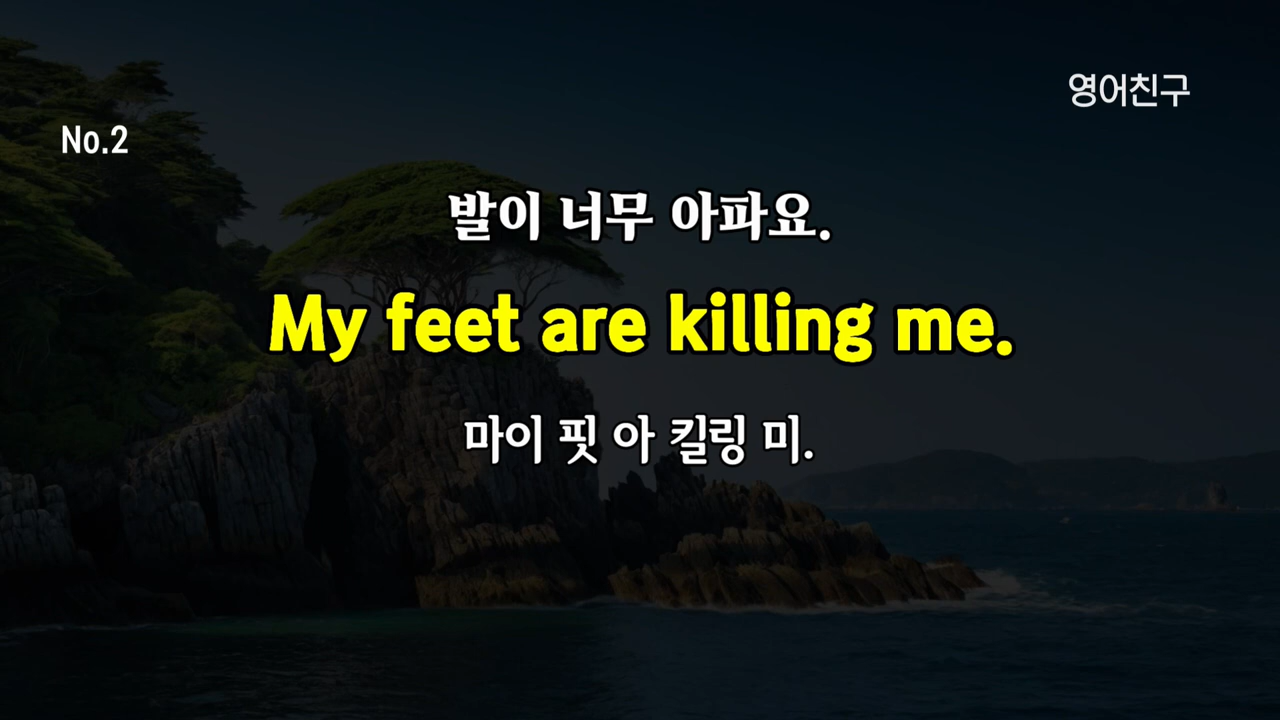 영어친구
No.2
발이 너무 아파요.
My feet are killing me.
마이 핏 아 킬링 미.